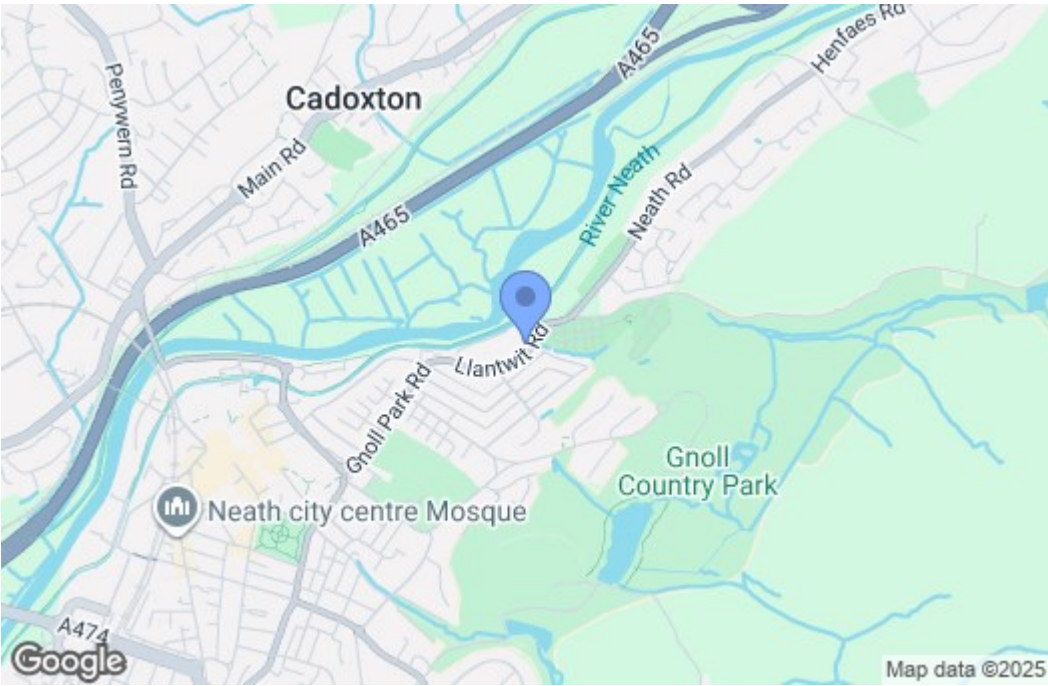 A465
Henfaes Rd
Penywern Rd
Cadoxton
Main Rd
River Neath
Neath Rd
A465
Llantwit Rd
Gnoll Park Rd
Gnoll
Country Park
Neath city centre Mosque
A474
Google
Map data ©2025